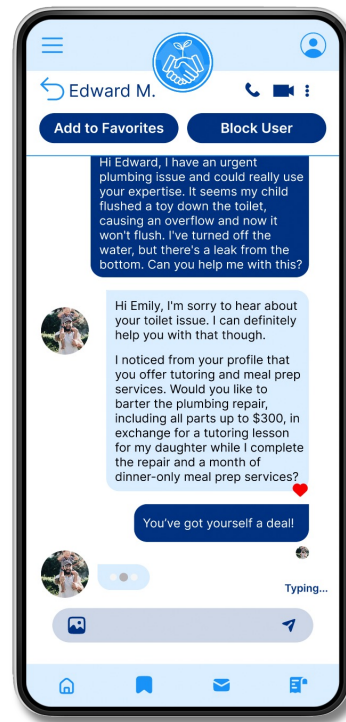 Edward M.
Add to Favorites
Block User
Hi Edward, I have an urgent
plumbing issue and could really use
your expertise. It seems my child
flushed a toy down the toilet,
causing an overflow and now it
won't flush. I've turned off the
water, but there's a leak from the
bottom. Can you help me with this?
Hi Emily, I'm sorry to hear about
your toilet issue. I can definitely
help you with that though.
I noticed from your profile that
you offer tutoring and meal prep
services. Would you like to
barter the plumbing repair,
including all parts up to $300, in
exchange for a tutoring lesson
for my daughter while I complete
the repair and a month of
dinner-only meal prep services?
You've got yourself a deal!
Typing...